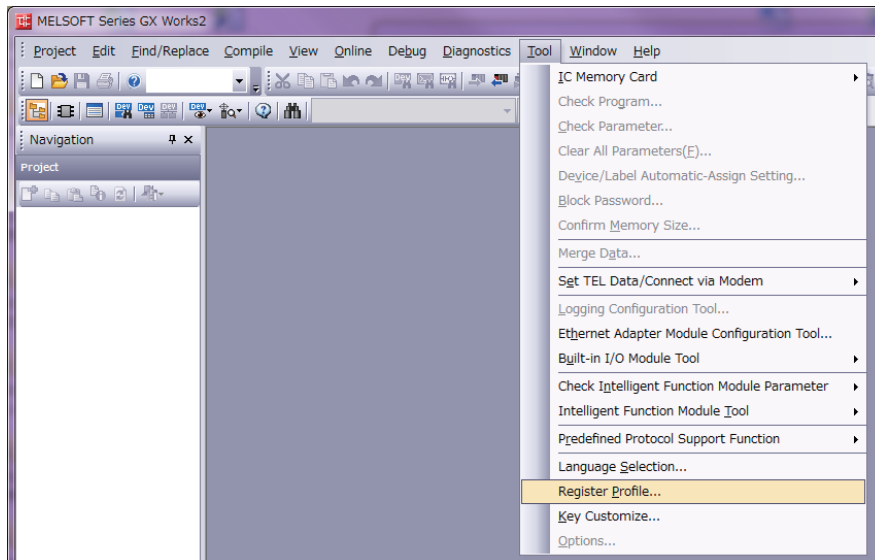 MELSOFT Series GX Works2
Project Edit Find/Replace Compile View Online Debug Diagnostics Tool Window Help
Navigation
Project
IC Memory Card
Check Program...
Check Parameter...
Clear All Parameters(F)...
Device/Label Automatic-Assign Setting...
Block Password...
Confirm Memory Size...
Merge Data...
Set TEL Data/Connect via Modem
Logging Configuration Tool...
Ethernet Adapter Module Configuration Tool...
Built-in I/O Module Tool
Check Intelligent Function Module Parameter
Intelligent Function Module Tool
Predefined Protocol Support Function
Language Selection...
Register Profile...
Key Customize...
Options...